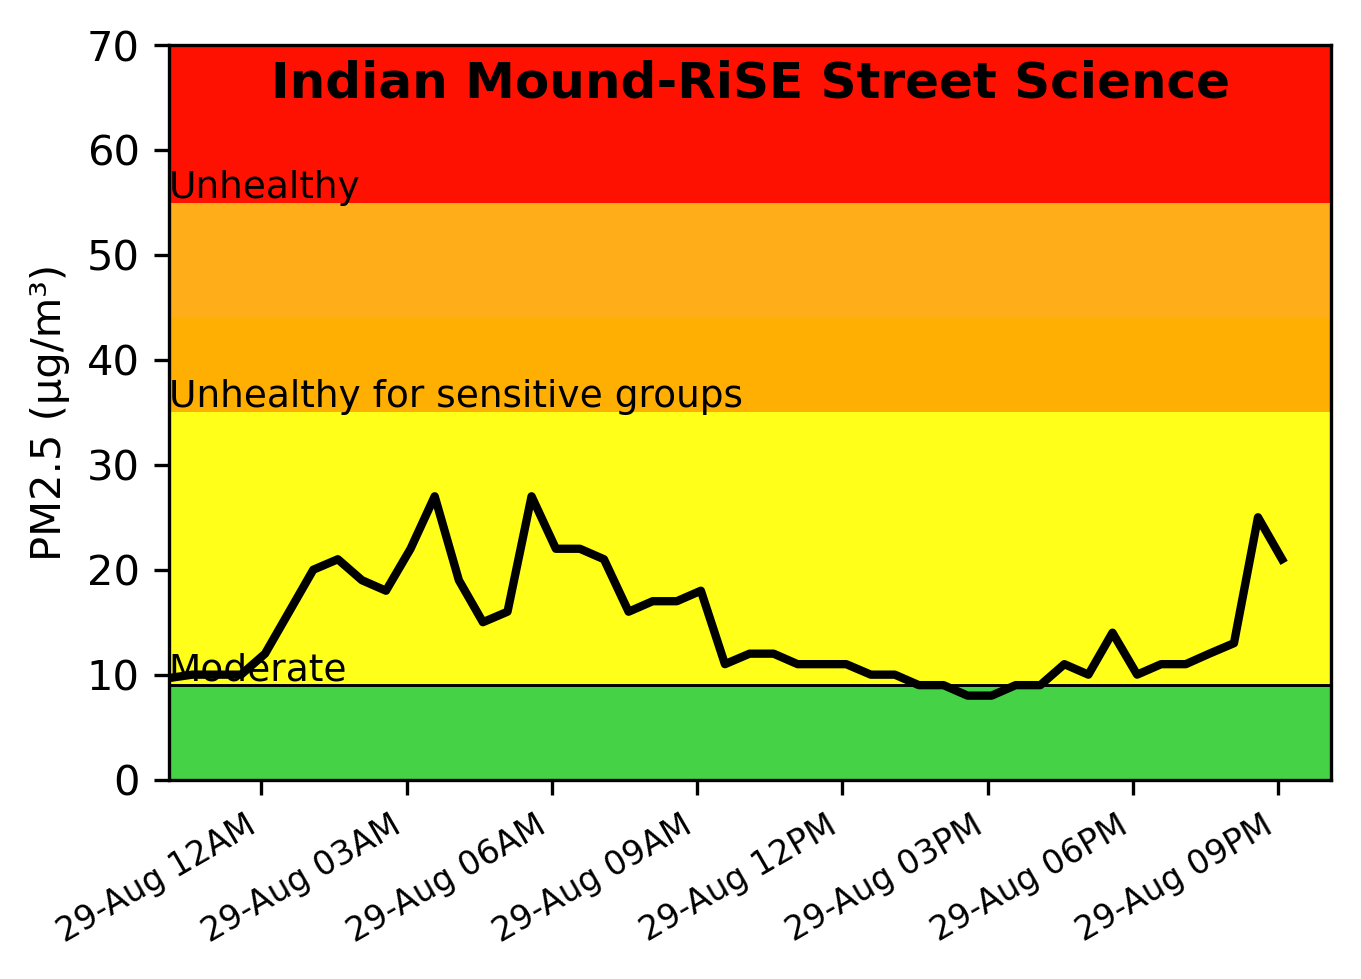 Indian Mound-RiSE Street Science
70
60
Unhealthy
50
40
Unhealthy for sensitive groups
30
20
Moderate
10
0
PM2.5 (µg/m³)
29-Aug 12AM
29-Aug 03AM
29-Aug 06AM
29-Aug 09AM
29-Aug 12PM
29-Aug 03PM
29-Aug 06PM
29-Aug 09PM